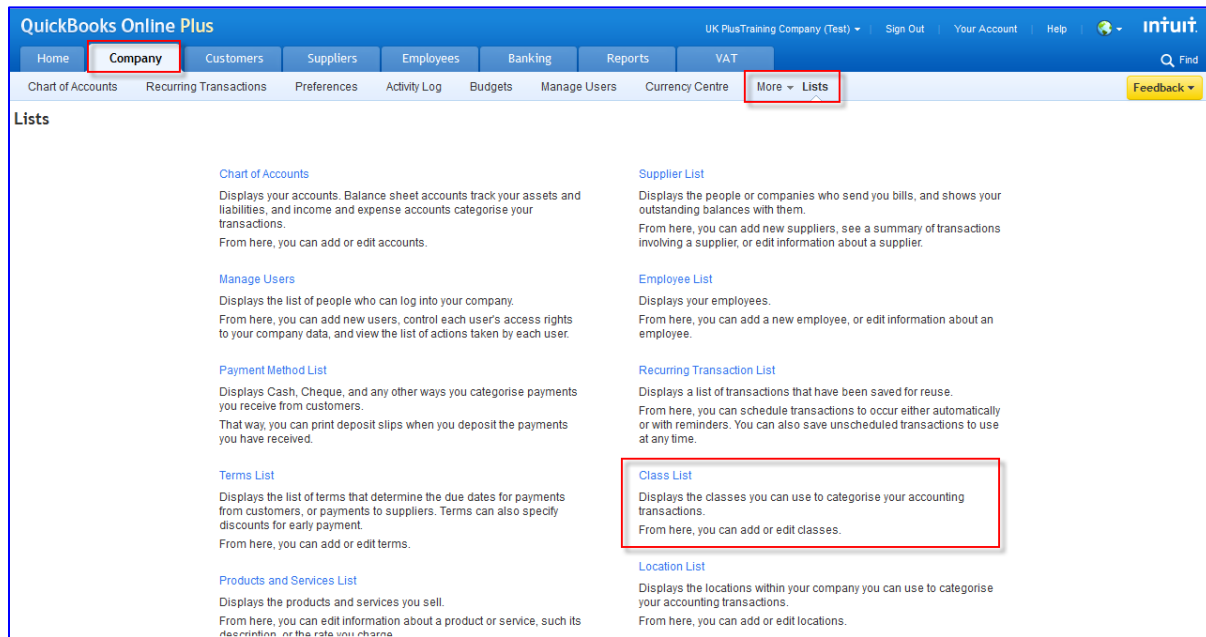 QuickBooks Online Plus
UK PlusTraining Company (Test) Sign Out Your Account Help intuit.
Home Company Customers Suppliers Employees Banking Reports VAT Find
Chart of Accounts Recurring Transactions Preferences Activity Log Budgets Manage Users Currency Centre More Lists Feedback
Lists
Chart of Accounts
Displays your accounts. Balance sheet accounts track your assets and
liabilities, and income and expense accounts categorise your
transactions.
From here, you can add or edit accounts.
Manage Users
Displays the list of people who can log into your company.
From here, you can add new users, control each user's access rights
to your company data, and view the list of actions taken by each user.
Payment Method List
Displays Cash, Cheque, and any other ways you categorise payments
you receive from customers.
That way, you can print deposit slips when you deposit the payments
you have received.
Terms List
Displays the list of terms that determine the due dates for payments
from customers, or payments to suppliers. Terms can also specify
discounts for early payment.
From here, you can add or edit terms.
Products and Services List
Displays the products and services you sell.
From here, you can edit information about a product or service, such its
description, or the rate you charge.
Supplier List
Displays the people or companies who send you bills, and shows your
outstanding balances with them.
From here, you can add new suppliers, see a summary of transactions
involving a supplier, or edit information about a supplier.
Employee List
Displays your employees.
From here, you can add a new employee, or edit information about an
employee.
Recurring Transaction List
Displays a list of transactions that have been saved for reuse.
From here, you can schedule transactions to occur either automatically
or with reminders. You can also save unscheduled transactions to use
at any time.
Class List
Displays the classes you can use to categorise your accounting
transactions.
From here, you can add or edit classes.
Location List
Displays the locations within your company you can use to categorise
your accounting transactions.
From here, you can add or edit locations.